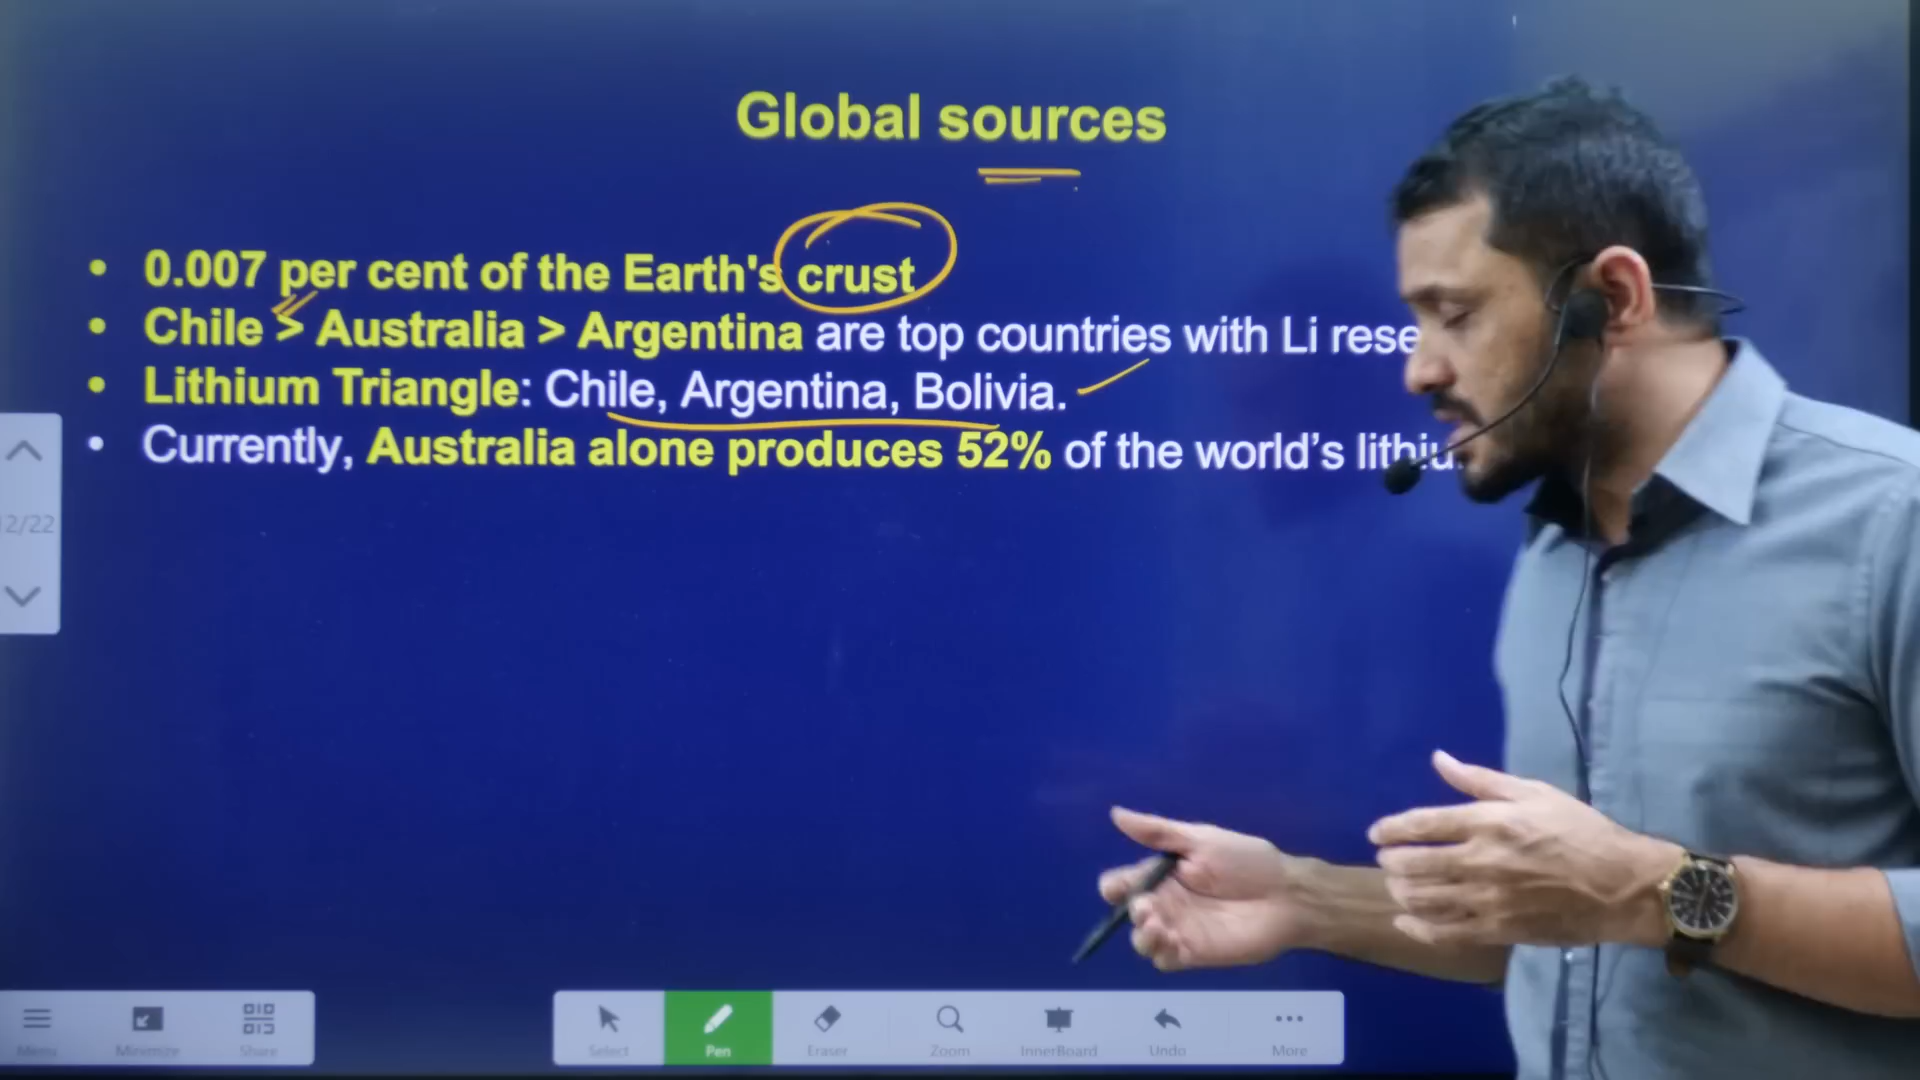 Global sources
• 0.007 per cent of the Earth's crust
• Chile > Australia > Argentina are top countries with Li
• Lithium Triangle: Chile, Argentina, Bolivia.
• Currently, Australia alone produces 52% of the world’s
2/22
Menu
Minimize
Share
Select
Pen
Eraser
Zoom
InnerBoard
Undo
More